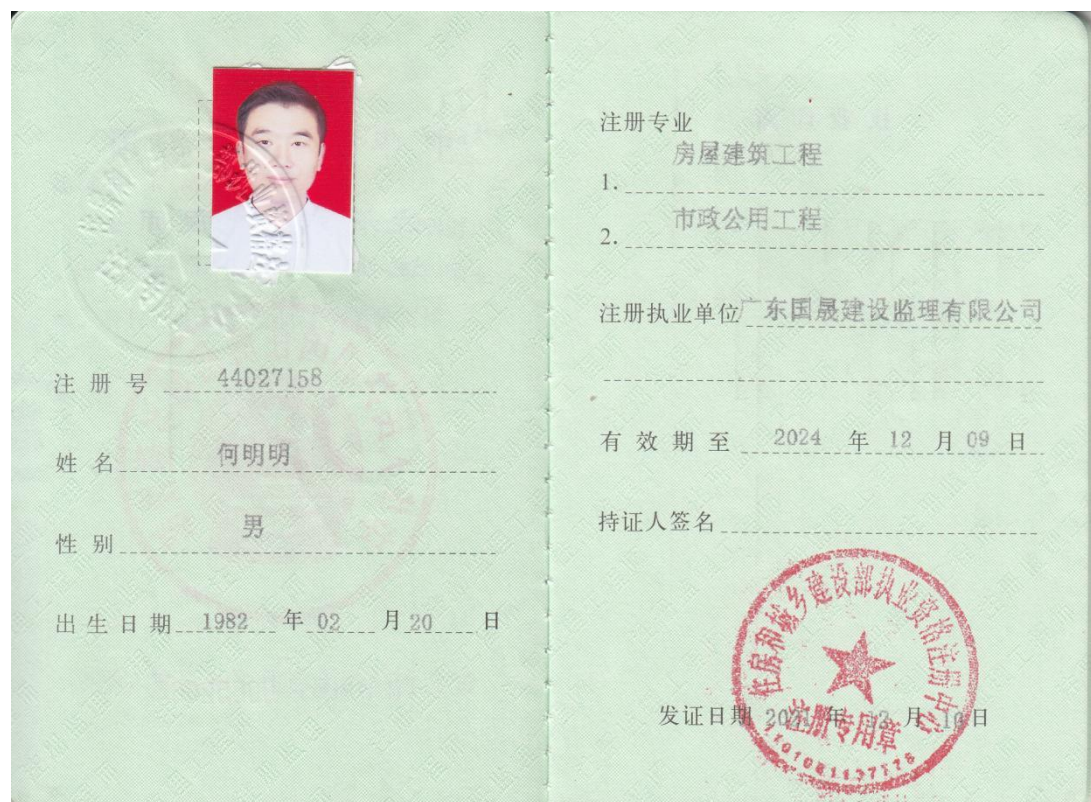 注册号 44027158
姓名 何明明
性别 男
出生日期 1982 年 02 月 20 日
注册专业
房屋建筑工程
1.
市政公用工程
2.
注册执业单位 广东国晟建设监理有限公司
有效期至 2024 年 12 月 09 日
持证人签名
住房和城乡建设部执业资格注册中心
发证日期 2021 年 12 月 10 日
注册专用章